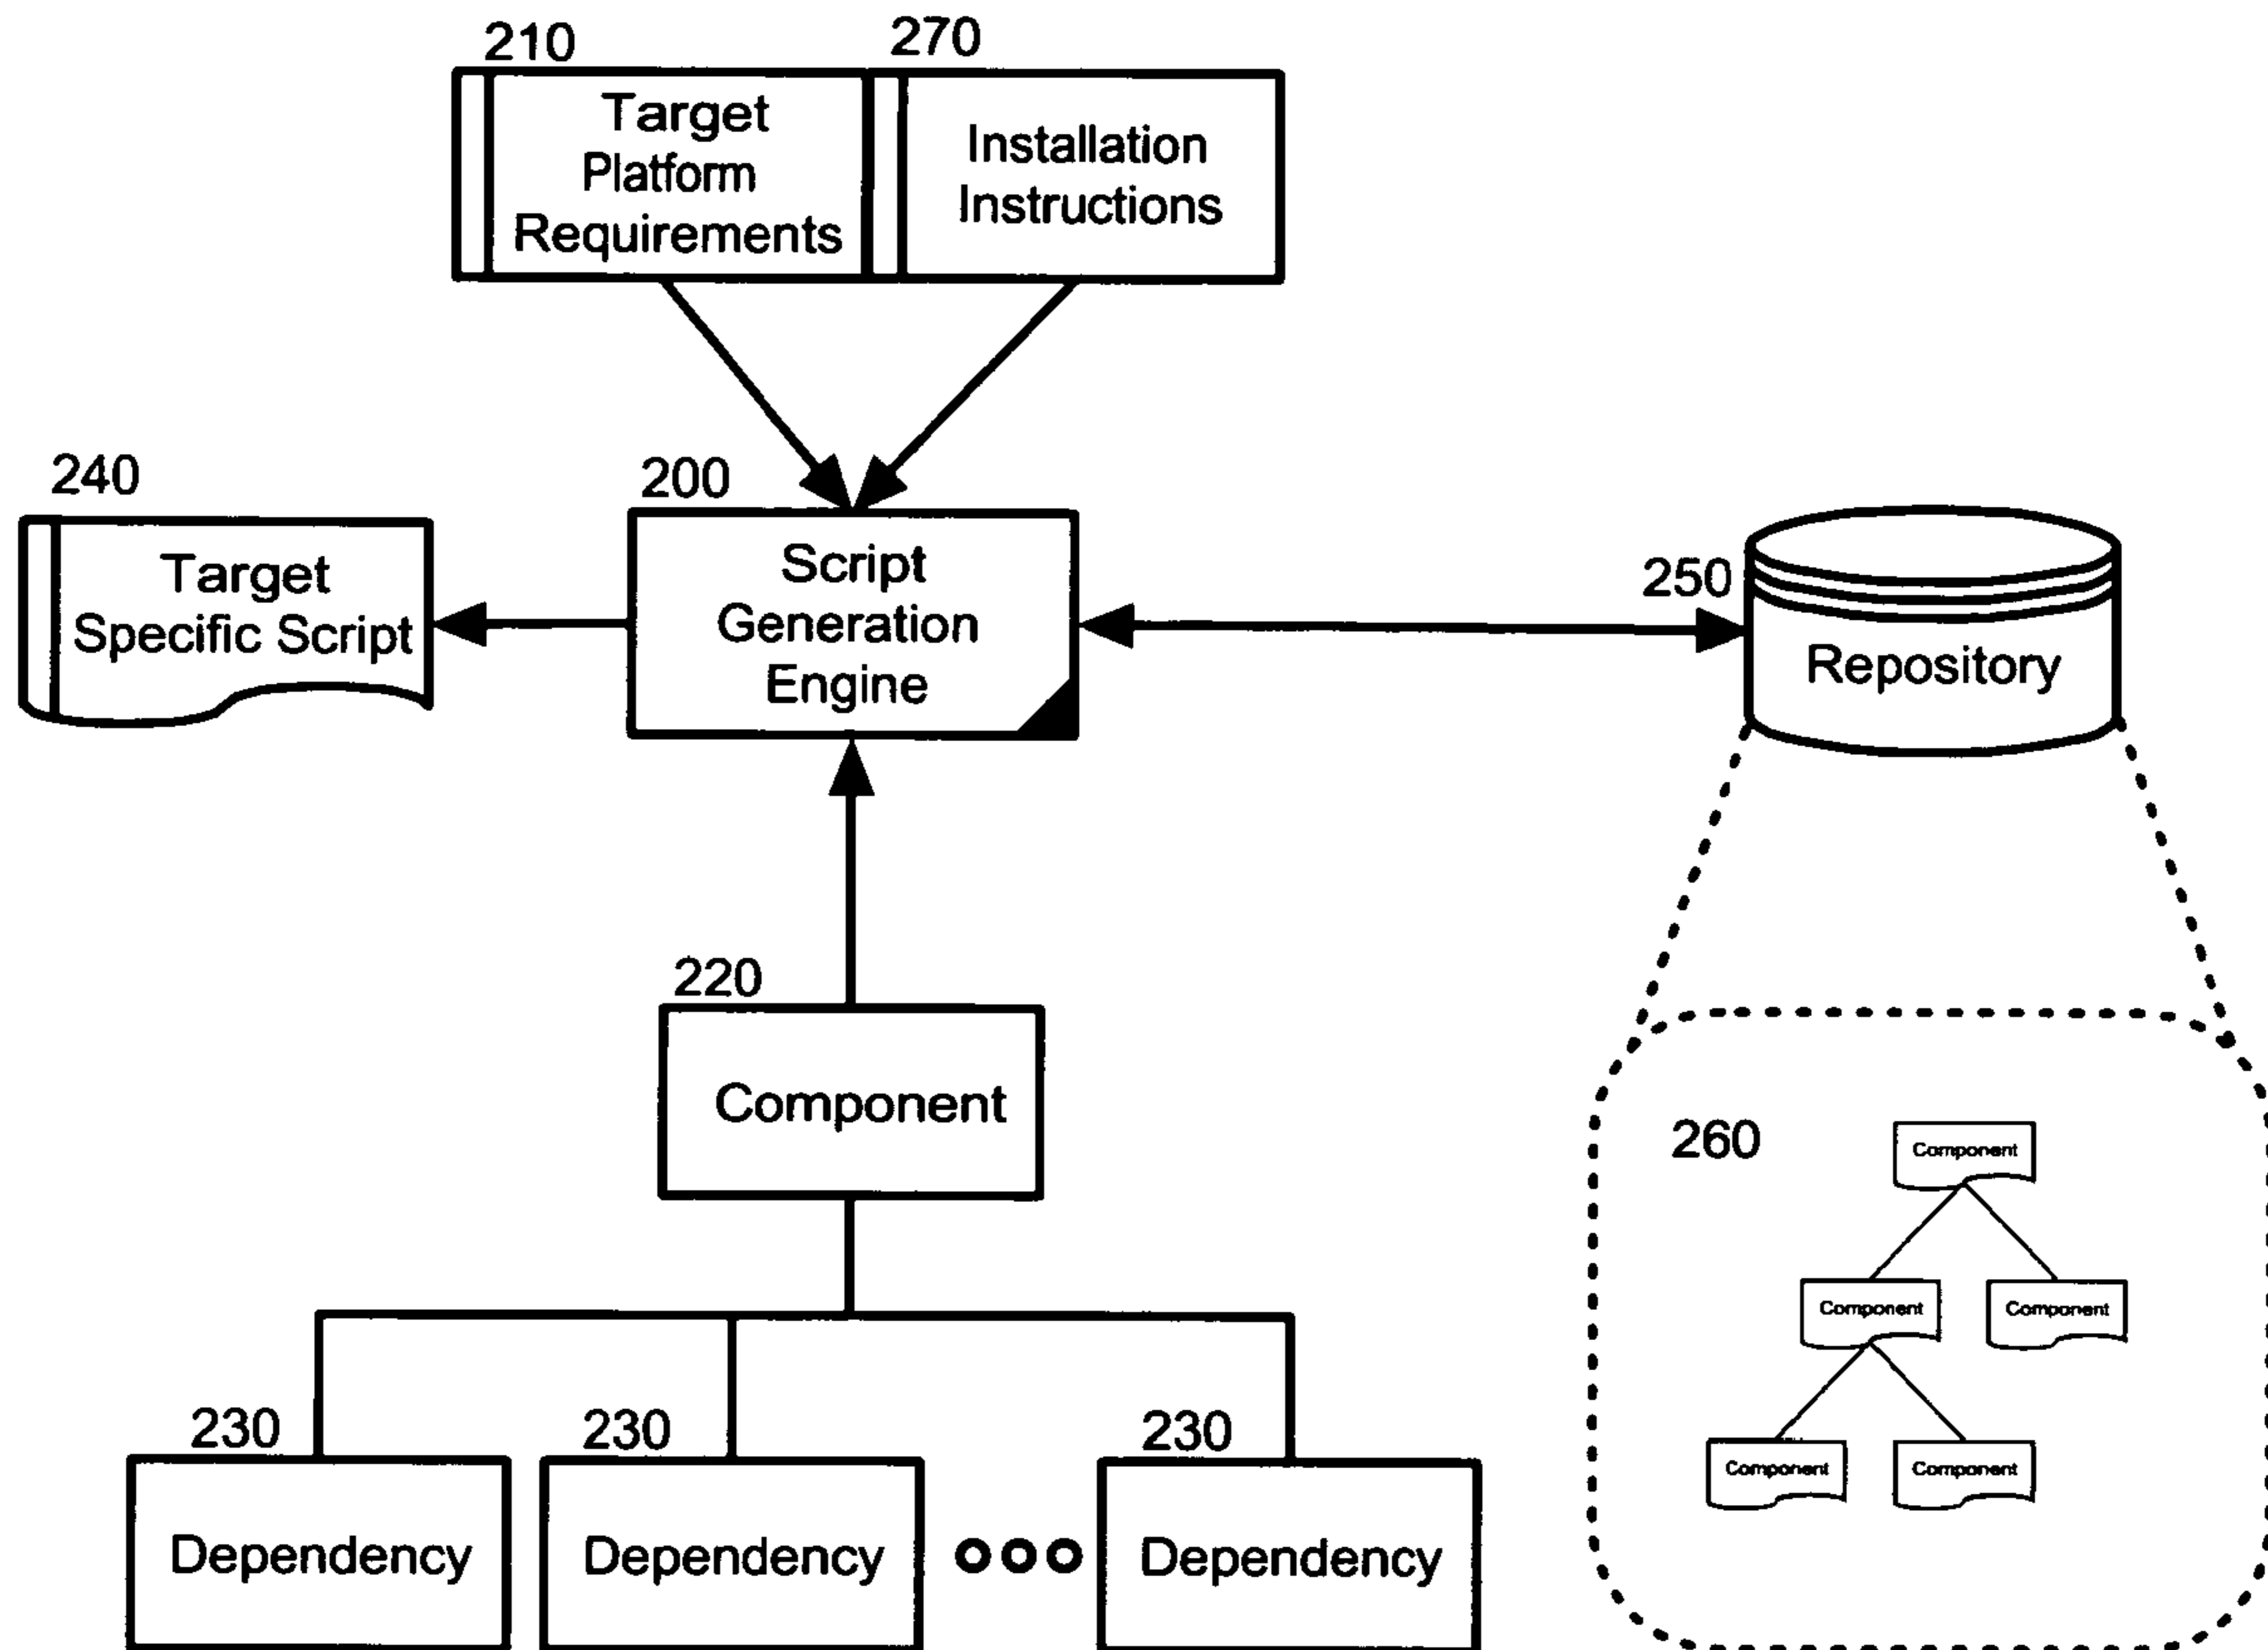 210
270
Target
Platform
Requirements
Installation
Instructions
240
200
Target
Specific Script
Script
Generation
Engine
250
Repository
220
Component
260
Component
Component
Component
Component
Component
230
230
230
Dependency
Dependency
Dependency